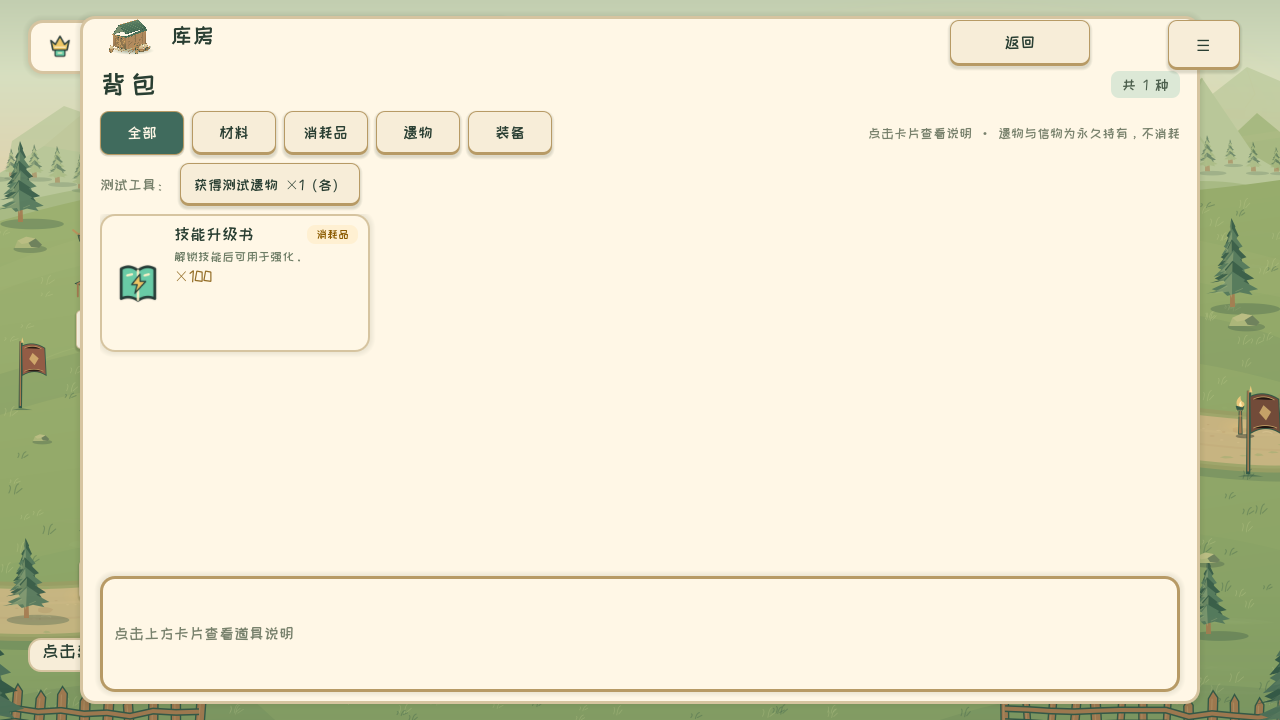 库房
返回
☰
背包
共 1 种
全部
材料
消耗品
遗物
装备
点击卡片查看说明 · 遗物与信物为永久持有，不消耗
测试工具：
获得测试遗物 ×1（各）
技能升级书
消耗品
解锁技能后可用于强化。
×100
点击上方卡片查看道具说明
点击